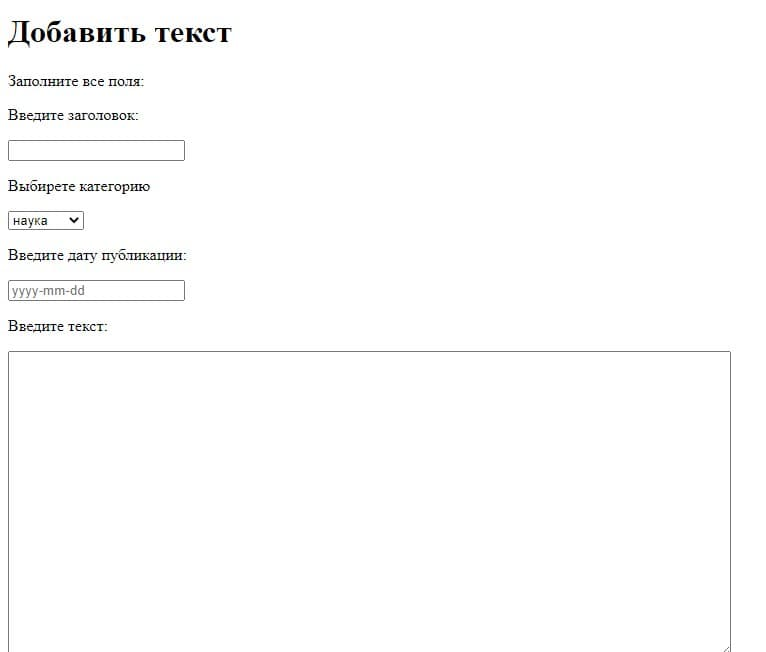 Добавить текст
Заполните все поля:
Введите заголовок:
Выбирете категорию
наука
Введите дату публикации:
yyyy-mm-dd
Введите текст: